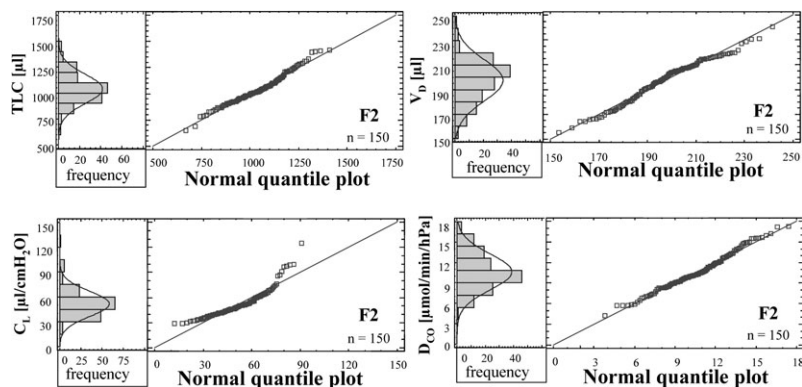 TLC [µl]
1750
1500
1250
1000
750
500
0 20 40 60 80
frequency
F2
n = 150
500 750 1000 1250 1500 1750
Normal quantile plot
V_D [µl]
250
230
210
190
170
150
0 20 40
frequency
F2
n = 150
150 170 190 210 230 250
Normal quantile plot
C_L [µl/cmH₂O]
150
120
90
60
30
0
0 25 50 75
frequency
F2
n = 150
0 30 60 90 120 150
Normal quantile plot
D_CO [µmol/min/hPa]
18
15
12
9
6
3
0
0 20 40
frequency
F2
n = 150
0 3 6 9 12 15 18
Normal quantile plot